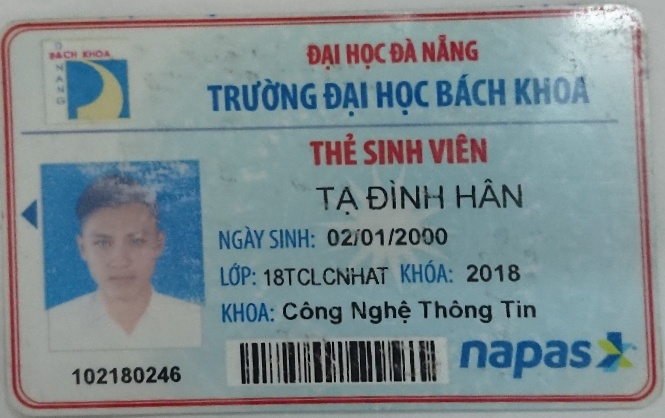 ĐẠI HỌC ĐÀ NẴNG
TRƯỜNG ĐẠI HỌC BÁCH KHOA
BÁCH KHOA
ĐÀ NANG
THẺ SINH VIÊN
TẠ ĐÌNH HÂN
NGÀY SINH: 02/01/2000
LỚP: 18TCLCNHAT KHÓA: 2018
KHOA: Công Nghệ Thông Tin
102180246
napas